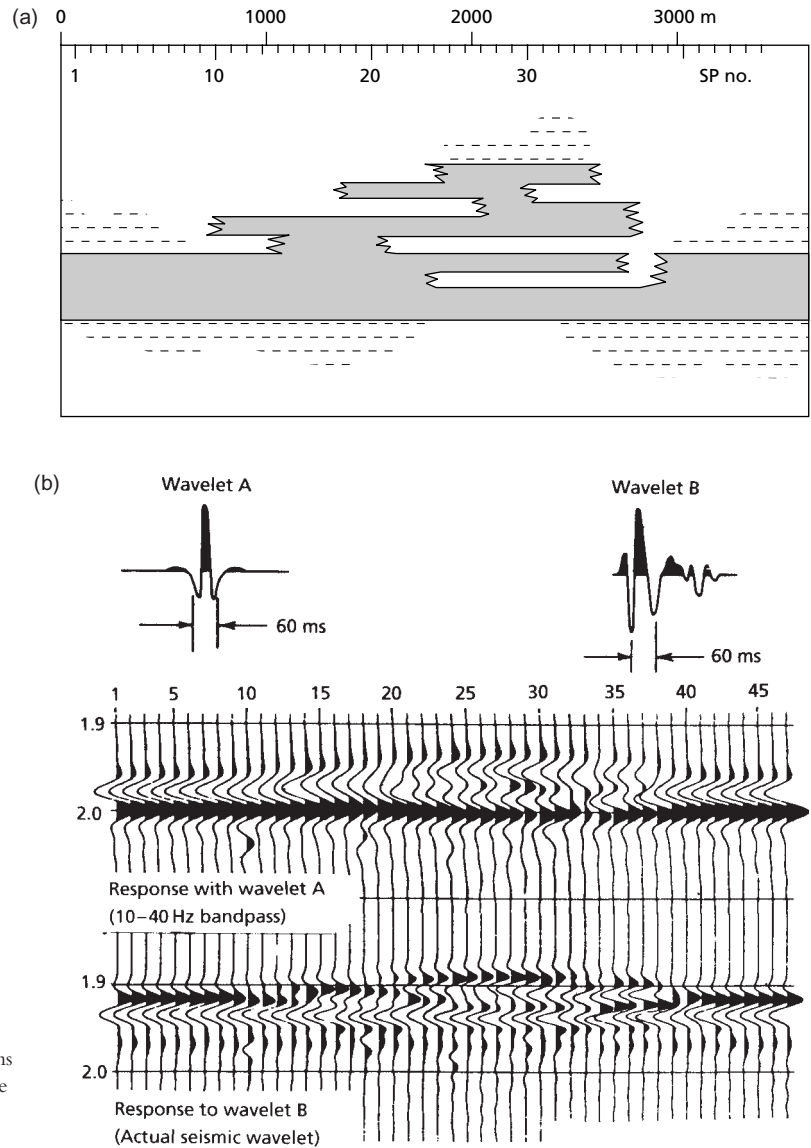 (a)
0 1000 2000 3000 m
1 10 20 30 SP no.
(b)
Wavelet A
Wavelet B
60 ms
60 ms
1 5 10 15 20 25 30 35 40 45
1.9
2.0
Response with wavelet A
(10–40 Hz bandpass)
1.9
ns
e
2.0
Response to wavelet B
(Actual seismic wavelet)